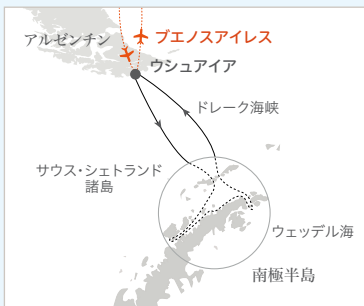 アルゼンチン
ブエノスアイレス
ウシュアイア
ドレーク海峡
サウス・シェトランド
諸島
ウェッデル海
南極半島